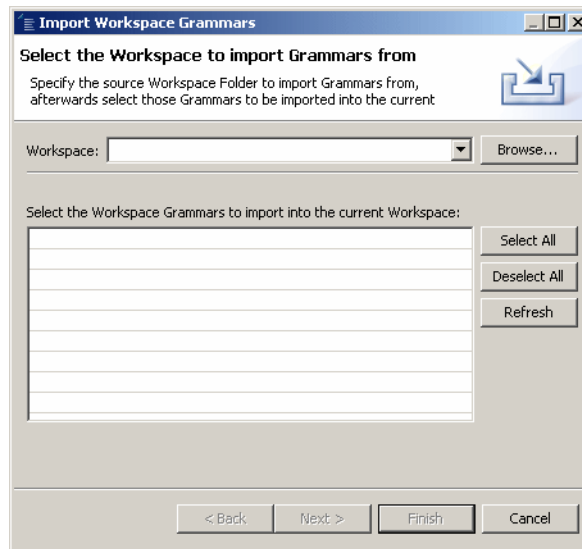 Import Workspace Grammars
Select the Workspace to import Grammars from
Specify the source Workspace Folder to import Grammars from,
afterwards select those Grammars to be imported into the current
Workspace:
Browse...
Select the Workspace Grammars to import into the current Workspace:
Select All
Deselect All
Refresh
< Back
Next >
Finish
Cancel